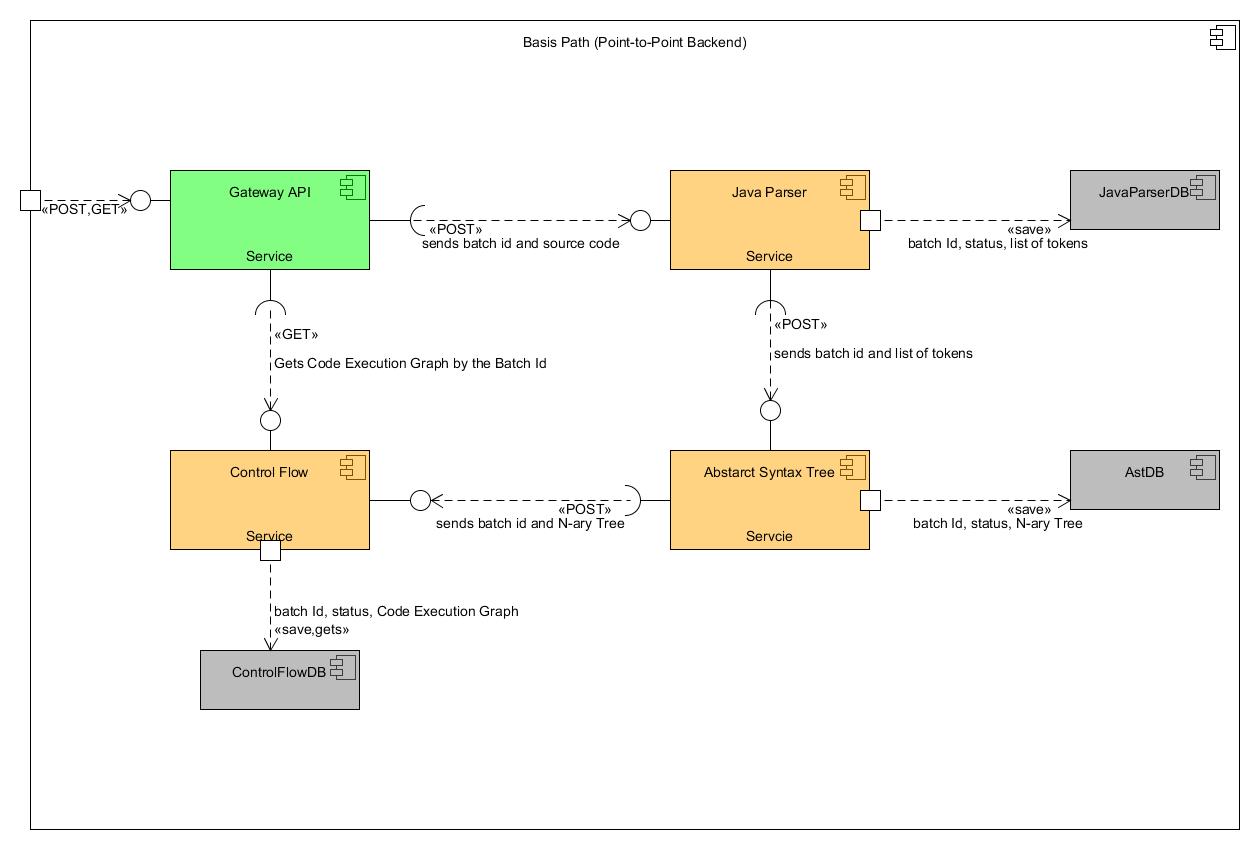 Basis Path (Point-to-Point Backend)
«POST,GET»
Gateway API
Service
«POST»
sends batch id and source code
Java Parser
Service
«save»
batch Id, status, list of tokens
JavaParserDB
«GET»
Gets Code Execution Graph by the Batch Id
«POST»
sends batch id and list of tokens
Control Flow
Service
«POST»
sends batch id and N-ary Tree
Abstarct Syntax Tree
Servcie
«save»
batch Id, status, N-ary Tree
AstDB
batch Id, status, Code Execution Graph
«save,gets»
ControlFlowDB